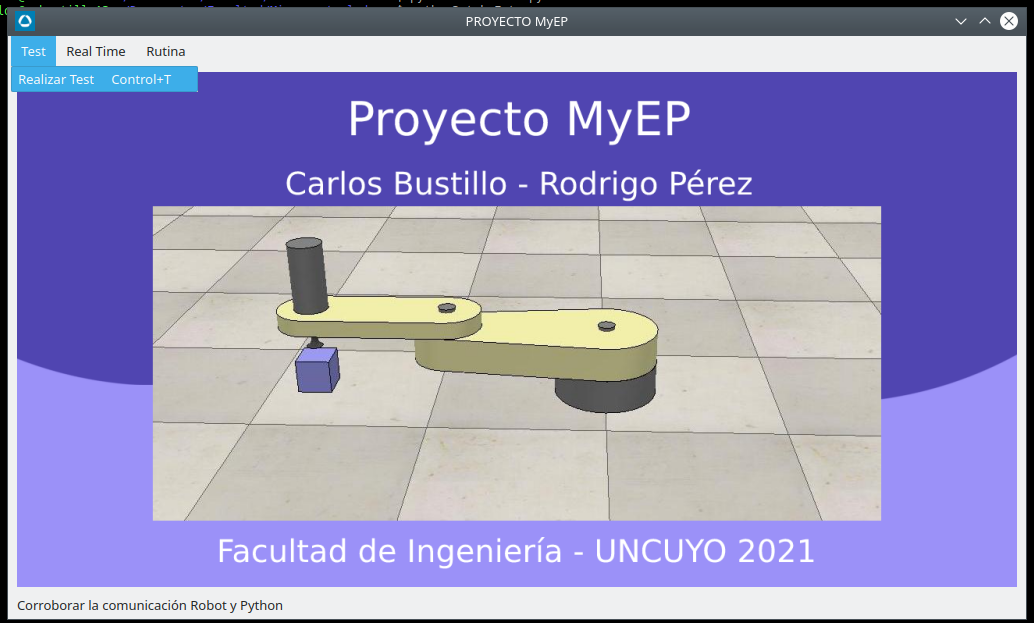 PROYECTO MyEP
Test Real Time Rutina
Realizar Test Control+T
Proyecto MyEP
Carlos Bustillo - Rodrigo Pérez
Facultad de Ingeniería - UNCUYO 2021
Corroborar la comunicación Robot y Python